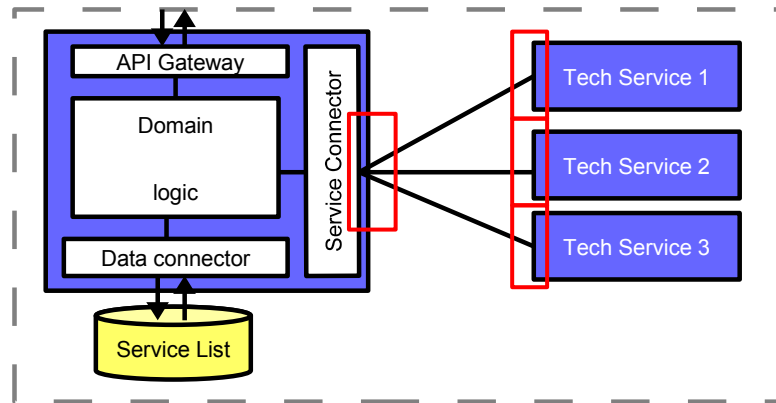 API Gateway
Domain
logic
Service Connector
Data connector
Service List
Tech Service 1
Tech Service 2
Tech Service 3